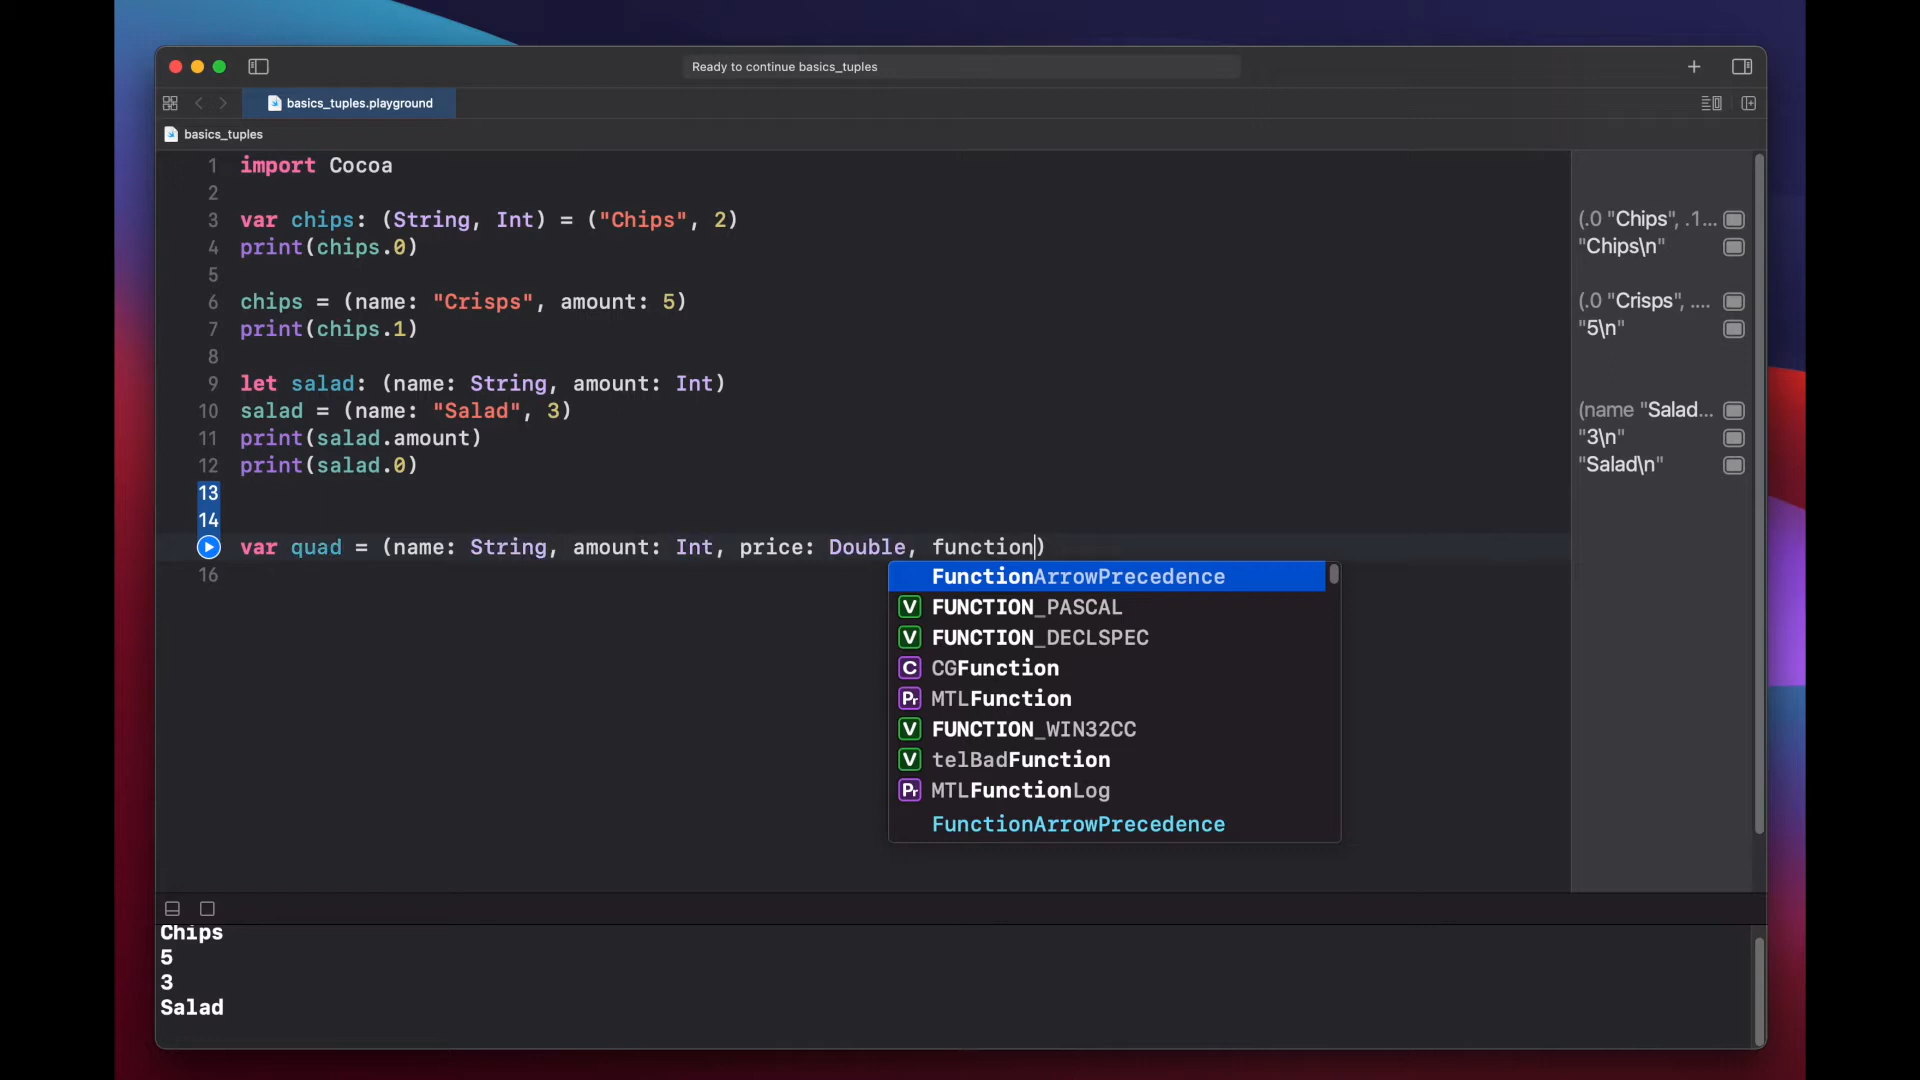 Ready to continue basics_tuples
basics_tuples.playground
basics_tuples
1 import Cocoa
2
3 var chips: (String, Int) = ("Chips", 2)
(.0 "Chips", .1...
4 print(chips.0)
"Chips\n"
5
6 chips = (name: "Crisps", amount: 5)
(.0 "Crisps", ....
7 print(chips.1)
"5\n"
8
9 let salad: (name: String, amount: Int)
10 salad = (name: "Salad", 3)
(name "Salad...
11 print(salad.amount)
"3\n"
12 print(salad.0)
"Salad\n"
13
14
var quad = (name: String, amount: Int, price: Double, function)
16
FunctionArrowPrecedence
V FUNCTION_PASCAL
V FUNCTION_DECLSPEC
C CGFunction
Pr MTLFunction
V FUNCTION_WIN32CC
V telBadFunction
Pr MTLFunctionLog
FunctionArrowPrecedence
Chips
5
3
Salad